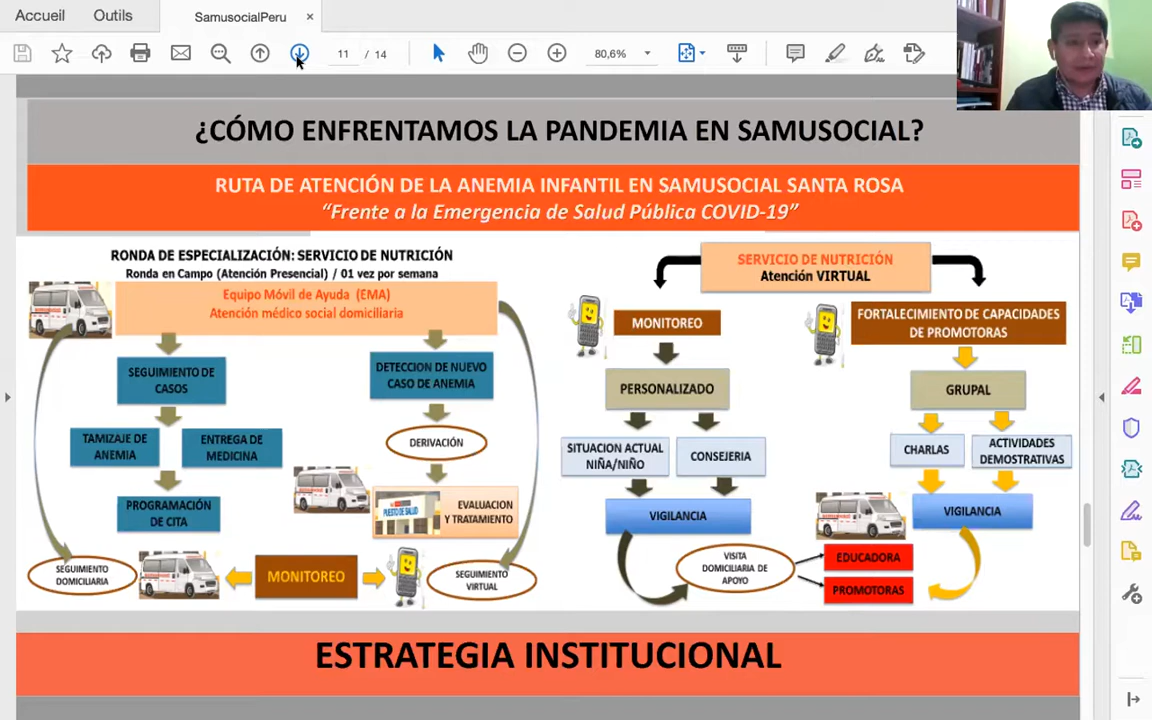 Accueil
Outils
SamusocialPeru
×
11 / 14
80,6%
¿CÓMO ENFRENTAMOS LA PANDEMIA EN SAMUSOCIAL?
RUTA DE ATENCIÓN DE LA ANEMIA INFANTIL EN SAMUSOCIAL SANTA ROSA
“Frente a la Emergencia de Salud Pública COVID-19”
RONDA DE ESPECIALIZACIÓN: SERVICIO DE NUTRICIÓN
Ronda en Campo (Atención Presencial) / 01 vez por semana
Equipo Móvil de Ayuda (EMA)
Atención médico social domiciliaria
SEGUIMIENTO DE
CASOS
DETECCION DE NUEVO
CASO DE ANEMIA
TAMIZAJE DE
ANEMIA
ENTREGA DE
MEDICINA
DERIVACIÓN
PROGRAMACIÓN
DE CITA
PUESTO DE SALUD
EVALUACION
Y TRATAMIENTO
SEGUIMIENTO
DOMICILIARIA
MONITOREO
SEGUIMIENTO
VIRTUAL
SERVICIO DE NUTRICIÓN
Atención VIRTUAL
MONITOREO
FORTALECIMIENTO DE CAPACIDADES
DE PROMOTORAS
PERSONALIZADO
GRUPAL
SITUACION ACTUAL
NIÑA/NIÑO
CONSEJERIA
CHARLAS
ACTIVIDADES
DEMOSTRATIVAS
VIGILANCIA
VIGILANCIA
VISITA
DOMICILIARIA DE
APOYO
EDUCADORA
PROMOTORAS
ESTRATEGIA INSTITUCIONAL